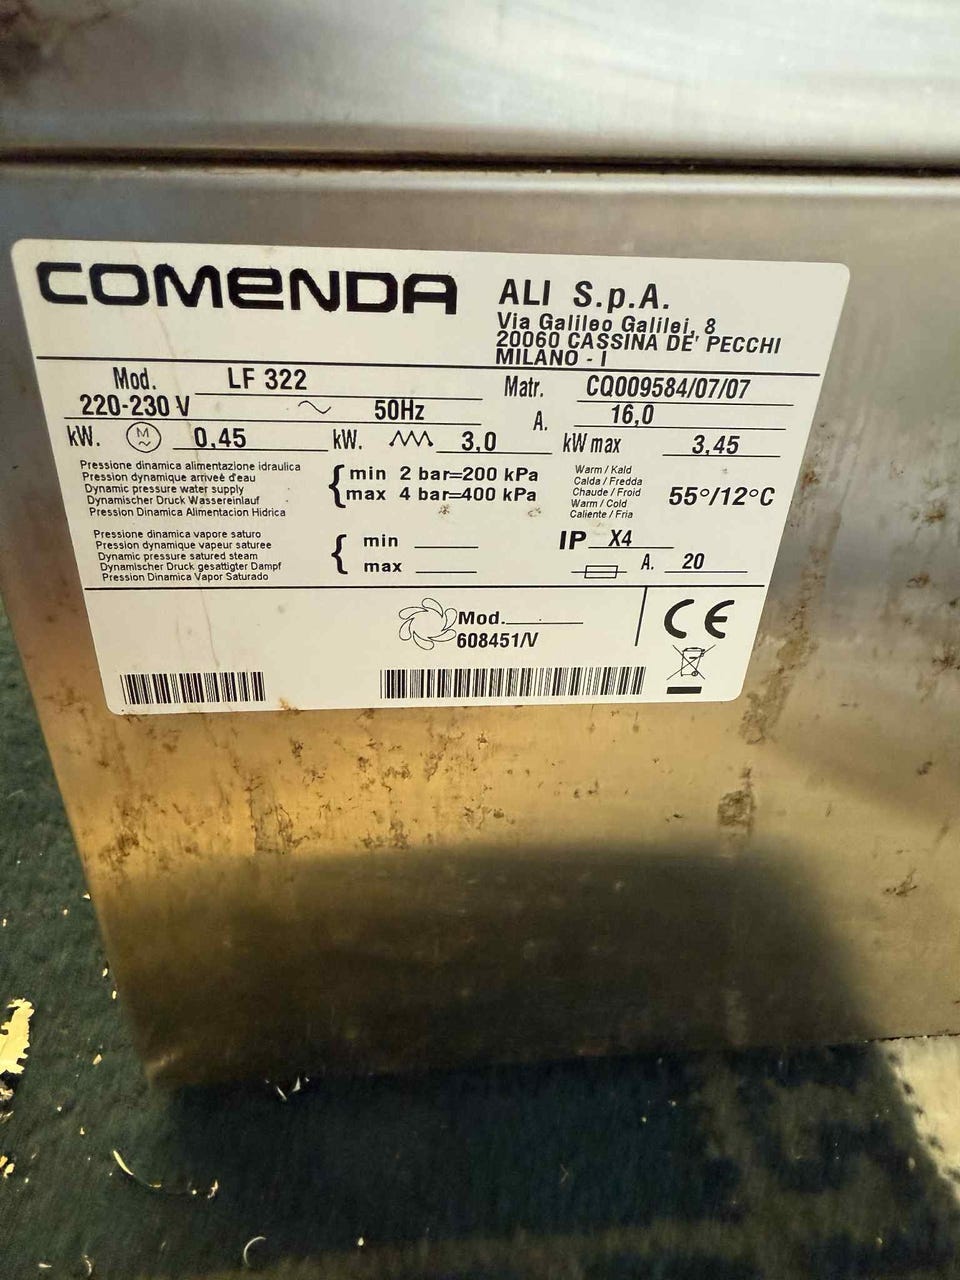 COMENDA
ALI S.p.A.
Via Galileo Galilei, 8
20060 CASSINA DE' PECCHI
MILANO - I
Mod. LF 322 Matr. CQ009584/07/07
220-230 V ~ 50Hz A. 16,0
kW. M ~ 0,45 kW. 3,0 kW max 3,45
Pressione dinamica alimentazione idraulica
Pression dynamique arriveè d'eau
Dynamic pressure water supply
Dynamischer Druck Wassereinlauf
Pression Dinamica Alimentacion Hidrica
min 2 bar=200 kPa
max 4 bar=400 kPa
Warm / Kald
Calda / Fredda
Chaude / Froid
Warm / Cold
Caliente / Fria
55°/12°C
Pressione dinamica vapore saturo
Pression dynamique vapeur saturee
Dynamic pressure satured steam
Dynamischer Druck gesattigter Dampf
Pression Dinamica Vapor Saturado
min
max
IP X4
A. 20
Mod.
608451/V
CE